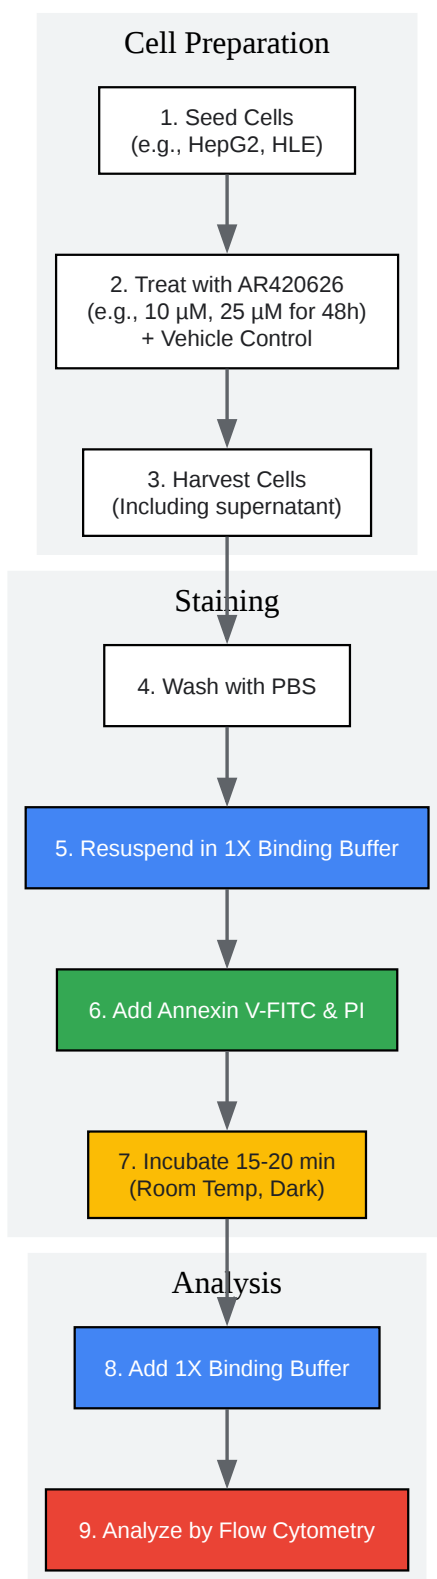 Cell Preparation
1. Seed Cells
(e.g., HepG2, HLE)
2. Treat with AR420626
(e.g., 10 µM, 25 µM for 48h)
+ Vehicle Control
3. Harvest Cells
(Including supernatant)
Staining
4. Wash with PBS
5. Resuspend in 1X Binding Buffer
6. Add Annexin V-FITC & PI
7. Incubate 15-20 min
(Room Temp, Dark)
Analysis
8. Add 1X Binding Buffer
9. Analyze by Flow Cytometry